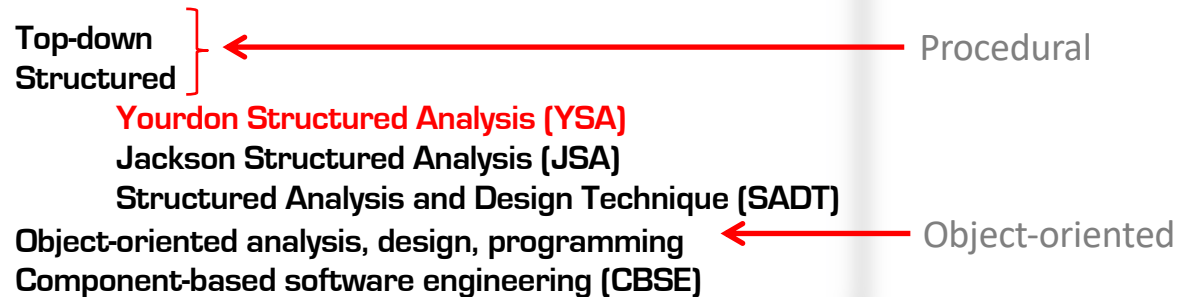 Top-down
Procedural
Structured
Yourdon Structured Analysis (YSA)
Jackson Structured Analysis (JSA)
Structured Analysis and Design Technique (SADT)
Object-oriented analysis, design, programming
Object-oriented
Component-based software engineering (CBSE)